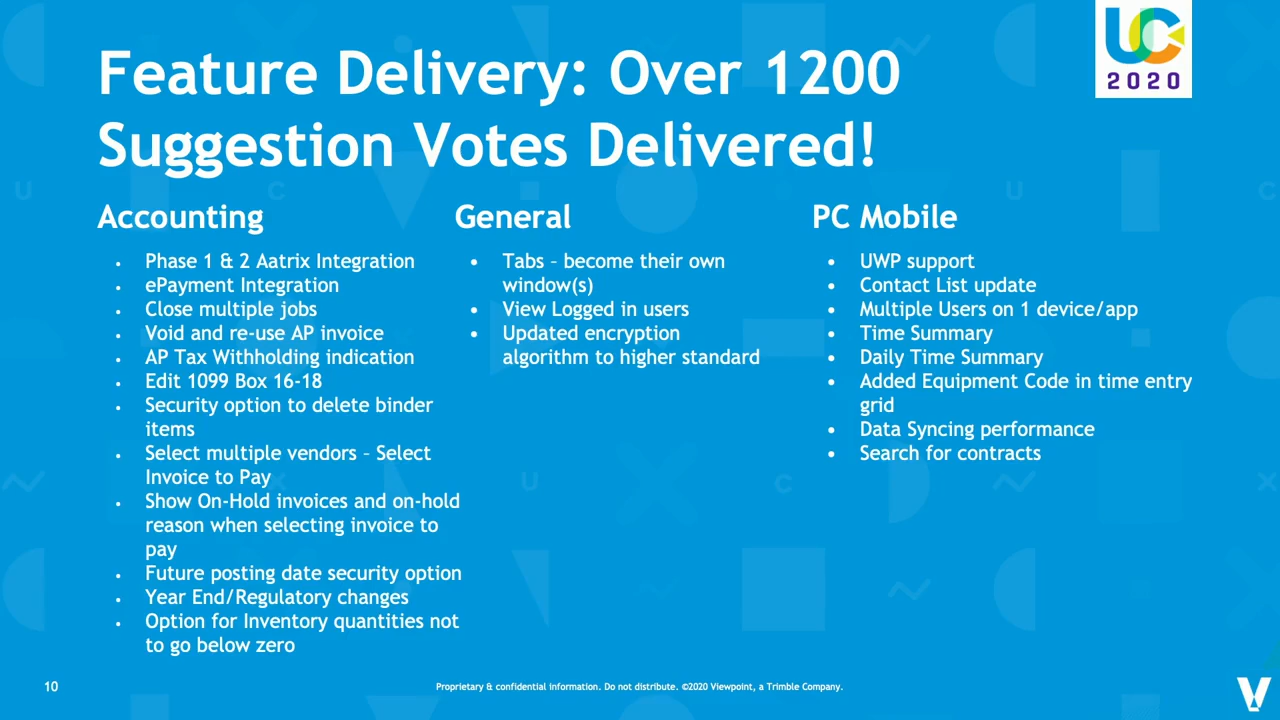 Feature Delivery: Over 1200
Suggestion Votes Delivered!
UC
2020
Accounting
• Phase 1 & 2 Aatrix Integration
• ePayment Integration
• Close multiple jobs
• Void and re-use AP invoice
• AP Tax Withholding indication
• Edit 1099 Box 16-18
• Security option to delete binder
items
• Select multiple vendors – Select
Invoice to Pay
• Show On-Hold invoices and on-hold
reason when selecting invoice to
pay
• Future posting date security option
• Year End/Regulatory changes
• Option for Inventory quantities not
to go below zero
General
• Tabs – become their own
window(s)
• View Logged in users
• Updated encryption
algorithm to higher standard
PC Mobile
• UWP support
• Contact List update
• Multiple Users on 1 device/app
• Time Summary
• Daily Time Summary
• Added Equipment Code in time entry
grid
• Data Syncing performance
• Search for contracts
U
C
U
C
U
C
10
Proprietary & confidential information. Do not distribute. ©2020 Viewpoint, a Trimble Company.